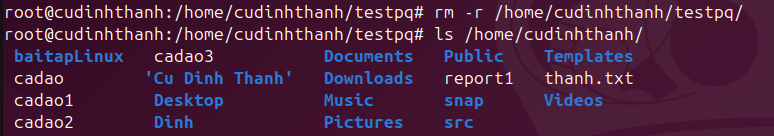 root@cudinhthanh:/home/cudinhthanh/testpq# rm -r /home/cudinhthanh/testpq/
root@cudinhthanh:/home/cudinhthanh/testpq# ls /home/cudinhthanh/
baitapLinux cadao3 Documents Public Templates
cadao 'Cu Dinh Thanh' Downloads report1 thanh.txt
cadao1 Desktop Music snap Videos
cadao2 Dinh Pictures src